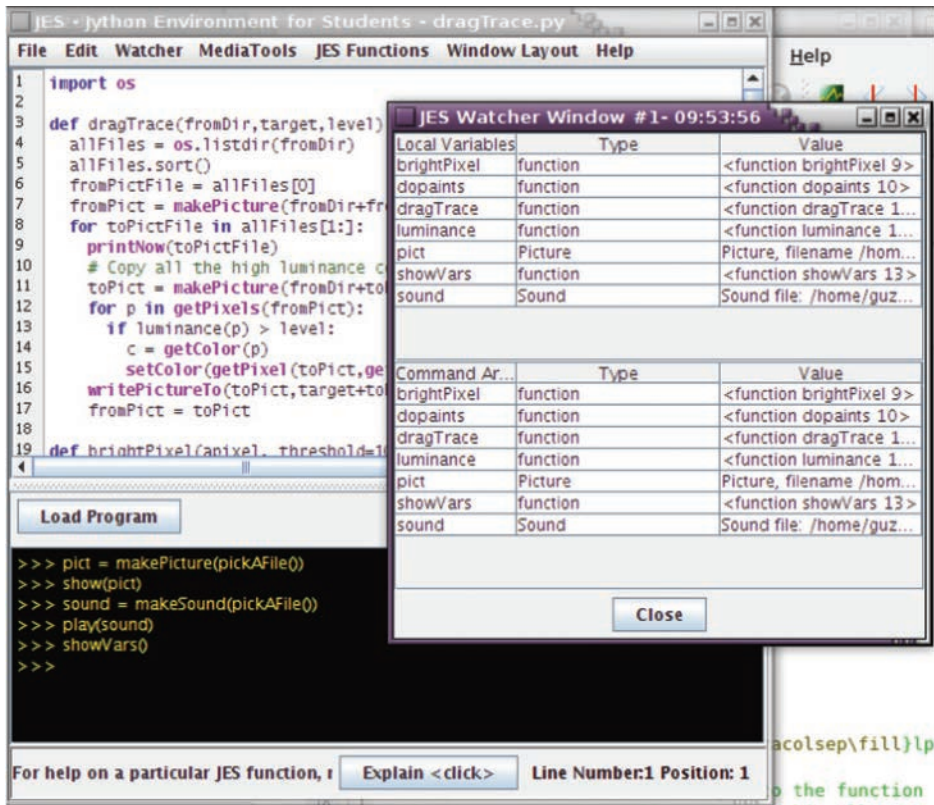 JES - Jython Environment for Students - dragTrace.py
File Edit Watcher MediaTools JES Functions Window Layout Help
1 import os
2
3 def dragTrace(fromDir,target,level)
4 allFiles = os.listdir(fromDir)
5 allFiles.sort()
6 fromPictFile = allFiles[0]
7 fromPict = makePicture(fromDir+fr
8 for toPictFile in allFiles[1:]:
9 printNow(toPictFile)
10 # Copy all the high luminance c
11 toPict = makePicture(fromDir+to
12 for p in getPixels(fromPict):
13 if luminance(p) > level:
14 c = getColor(p)
15 setColor(getPixel(toPict,ge
16 writePictureTo(toPict,target+to
17 fromPict = toPict
18
19 def brightPixel(apixel, threshold=10
Load Program
>>> pict = makePicture(pickAFile())
>>> show(pict)
>>> sound = makeSound(pickAFile())
>>> play(sound)
>>> showVars()
>>>
For help on a particular JES function, r
Explain <click>
Line Number:1 Position: 1
Help
JES Watcher Window #1- 09:53:56
Local Variables Type Value
brightPixel function <function brightPixel 9>
dopaints function <function dopaints 10>
dragTrace function <function dragTrace 1...
luminance function <function luminance 1...
pict Picture Picture, filename /hom...
showVars function <function showVars 13>
sound Sound Sound file: /home/guz...
Command Ar... Type Value
brightPixel function <function brightPixel 9>
dopaints function <function dopaints 10>
dragTrace function <function dragTrace 1...
luminance function <function luminance 1...
pict Picture Picture, filename /hom...
showVars function <function showVars 13>
sound Sound Sound file: /home/guz...
Close
acolsep\fill}lp
the function